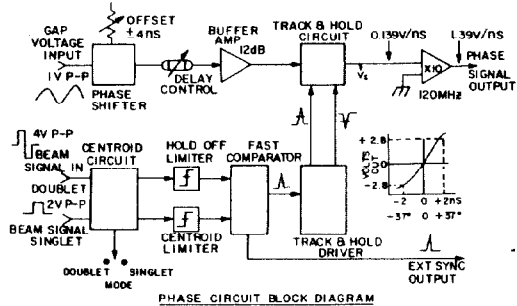 OFFSET
±4ns
GAP
VOLTAGE
INPUT
1V P-P
PHASE
SHIFTER
DELAY
CONTROL
BUFFER
AMP
12dB
TRACK & HOLD
CIRCUIT
0.139V/ns
1.39V/ns
X10
120MHz
PHASE
SIGNAL
OUTPUT
4V P-P
BEAM
SIGNAL IN
DOUBLET
2V P-P
BEAM SIGNAL
SINGLET
CENTROID
CIRCUIT
HOLD OFF
LIMITER
CENTROID
LIMITER
FAST
COMPARATOR
TRACK & HOLD
DRIVER
VOLTS
OUT
+2.8
0
-2.8
-2 0 +2ns
-37° 0 +37°
DOUBLET SINGLET
MODE
EXT SYNC
OUTPUT
PHASE CIRCUIT BLOCK DIAGRAM